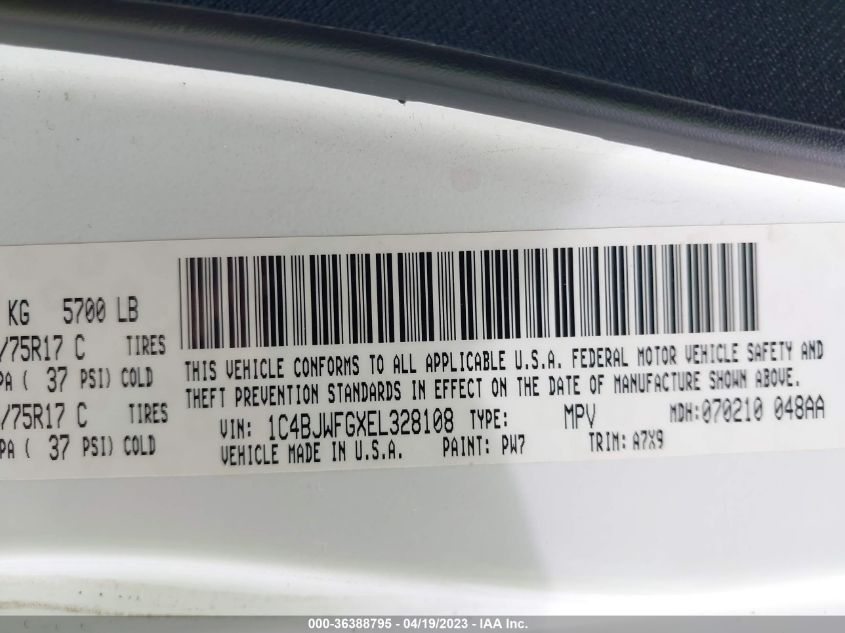 KG 5700 LB
/75R17 C TIRES
PA ( 37 PSI) COLD
/75R17 C TIRES
PA ( 37 PSI) COLD
THIS VEHICLE CONFORMS TO ALL APPLICABLE U.S.A. FEDERAL MOTOR VEHICLE SAFETY AND
THEFT PREVENTION STANDARDS IN EFFECT ON THE DATE OF MANUFACTURE SHOWN ABOVE.
VIN: 1C4BJWFGXEL328108 TYPE: MPV MDH:070210 048AA
VEHICLE MADE IN U.S.A. PAINT: PW7 TRIM: A7X9
000-36388795 - 04/19/2023 - IAA Inc.